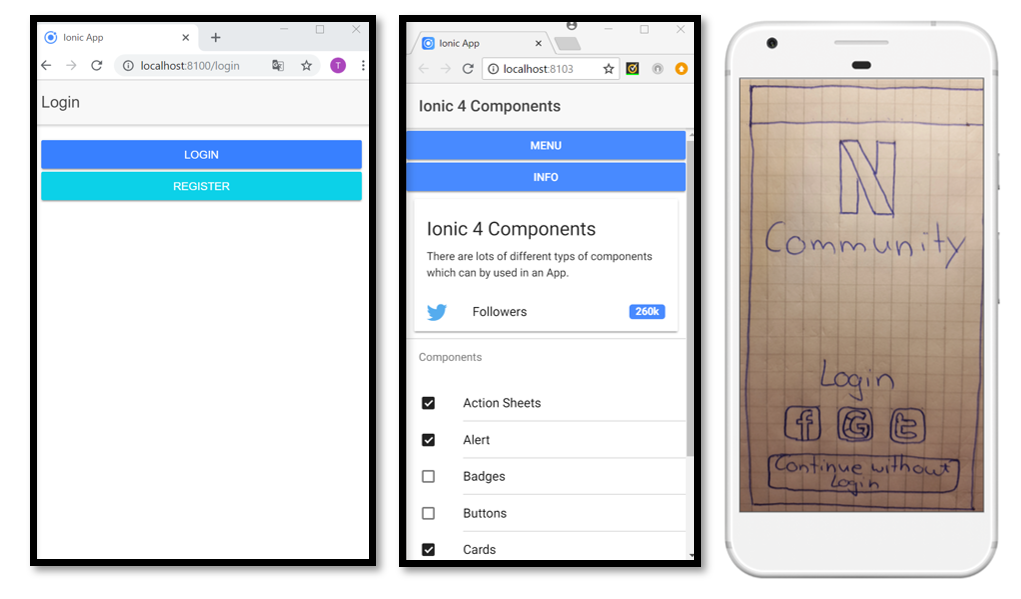 Ionic App
localhost:8100/login
T
Login
LOGIN
REGISTER
Ionic App
localhost:8103
Ionic 4 Components
MENU
INFO
Ionic 4 Components
There are lots of different typs of components
which can by used in an App.
Followers
260k
Components
Action Sheets
Alert
Badges
Buttons
Cards
N
Community
Login
f G t
Continue without
Login